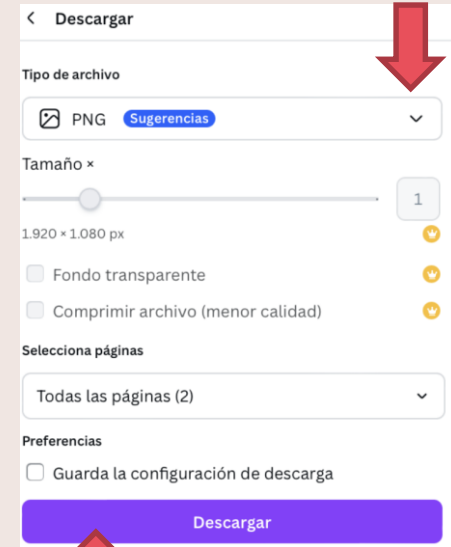 Descargar
Tipo de archivo
PNG Sugerencias
Tamaño ×
1
1.920 × 1.080 px
Fondo transparente
Comprimir archivo (menor calidad)
Selecciona páginas
Todas las páginas (2)
Preferencias
Guarda la configuración de descarga
Descargar